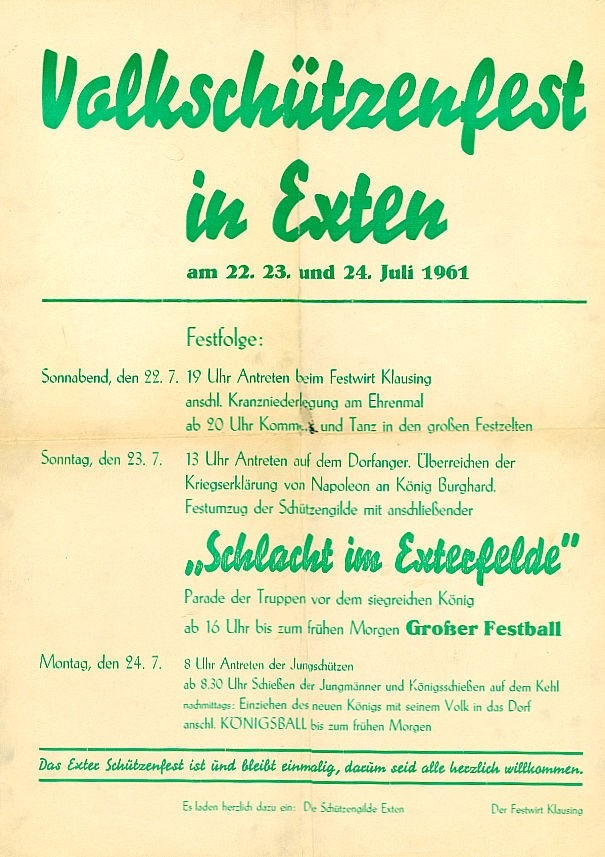 Volkschützenfest
in Exten
am 22. 23. und 24. Juli 1961
Festfolge:
Sonnabend, den 22. 7. 19 Uhr Antreten beim Festwirt Klausing
anschl. Kranzniederlegung am Ehrenmal
ab 20 Uhr und Tanz in den großen Festzelten
Sonntag, den 23. 7. 13 Uhr Antreten auf dem Dorfanger. Überreichen der
Kriegserklärung von Napoleon an König Burghard.
Festumzug der Schützengilde mit anschließender
„Schlacht im Exterfelde"
Parade der Truppen vor dem siegreichen König
ab 16 Uhr bis zum frühen Morgen Großer Festball
Montag, den 24. 7. 8 Uhr Antreten der Jungschützen
ab 8.30 Uhr Schießen der Jungmänner und Königsschießen auf dem Kehl
nachmittags: Einziehen des neuen Königs mit seinem Volk in das Dorf
anschl. KÖNIGSBALL bis zum frühen Morgen
Das Exter Schützenfest ist und bleibt einmalig, darum seid alle herzlich willkommen.
Es laden herzlich dazu ein: Die Schützengilde Exten Der Festwirt Klausing